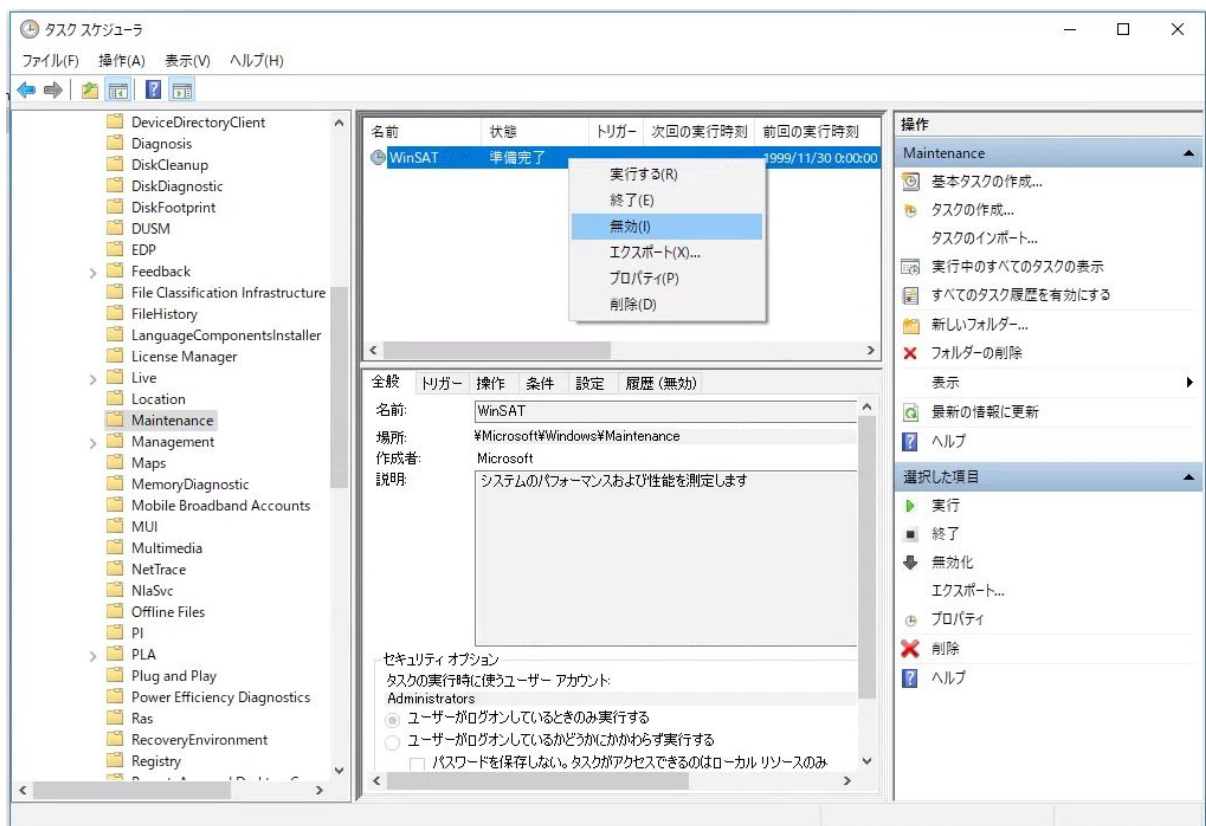 タスク スケジューラ
ファイル(F) 操作(A) 表示(V) ヘルプ(H)
DeviceDirectoryClient
Diagnosis
DiskCleanup
DiskDiagnostic
DiskFootprint
DUSM
EDP
Feedback
File Classification Infrastructure
FileHistory
LanguageComponentsInstaller
License Manager
Live
Location
Maintenance
Management
Maps
MemoryDiagnostic
Mobile Broadband Accounts
MUI
Multimedia
NetTrace
NlaSvc
Offline Files
PI
PLA
Plug and Play
Power Efficiency Diagnostics
Ras
RecoveryEnvironment
Registry
名前 状態 トリガー 次回の実行時刻 前回の実行時刻
WinSAT 準備完了 1999/11/30 0:00:00
実行する(R)
終了(E)
無効(I)
エクスポート(X)...
プロパティ(P)
削除(D)
全般 トリガー 操作 条件 設定 履歴 (無効)
名前: WinSAT
場所: ¥Microsoft¥Windows¥Maintenance
作成者: Microsoft
説明: システムのパフォーマンスおよび性能を測定します
セキュリティ オプション
タスクの実行時に使うユーザー アカウント:
Administrators
ユーザーがログオンしているときのみ実行する
ユーザーがログオンしているかどうかにかかわらず実行する
パスワードを保存しない。タスクがアクセスできるのはローカル リソースのみ
操作
Maintenance
基本タスクの作成...
タスクの作成...
タスクのインポート...
実行中のすべてのタスクの表示
すべてのタスク履歴を有効にする
新しいフォルダー...
フォルダーの削除
表示
最新の情報に更新
ヘルプ
選択した項目
実行
終了
無効化
エクスポート...
プロパティ
削除
ヘルプ